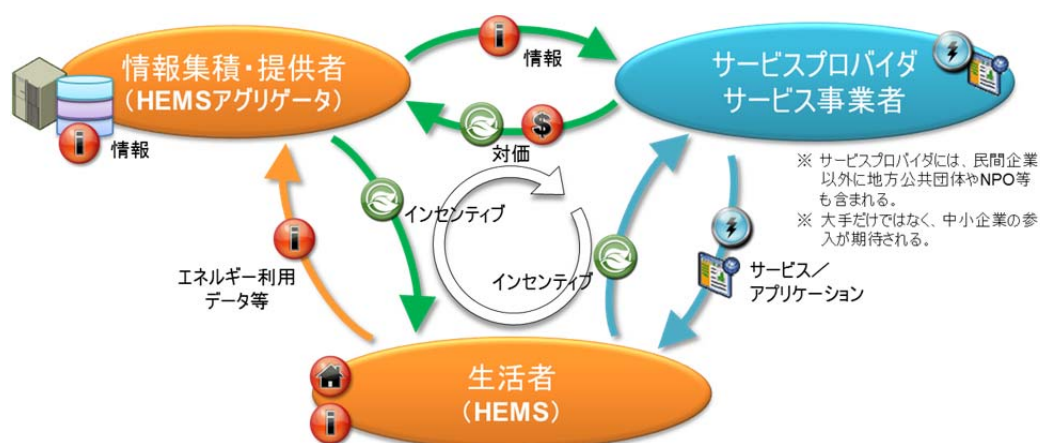 情報集積・提供者
（HEMSアグリゲータ）
情報
情報
サービスプロバイダ
サービス事業者
対価
※ サービスプロバイダには、民間企業
以外に地方公共団体やNPO等
も含まれる。
※ 大手だけではなく、中小企業の参
入が期待される。
インセンティブ
エネルギー利用
データ等
インセンティブ
サービス／
アプリケーション
生活者
（HEMS）